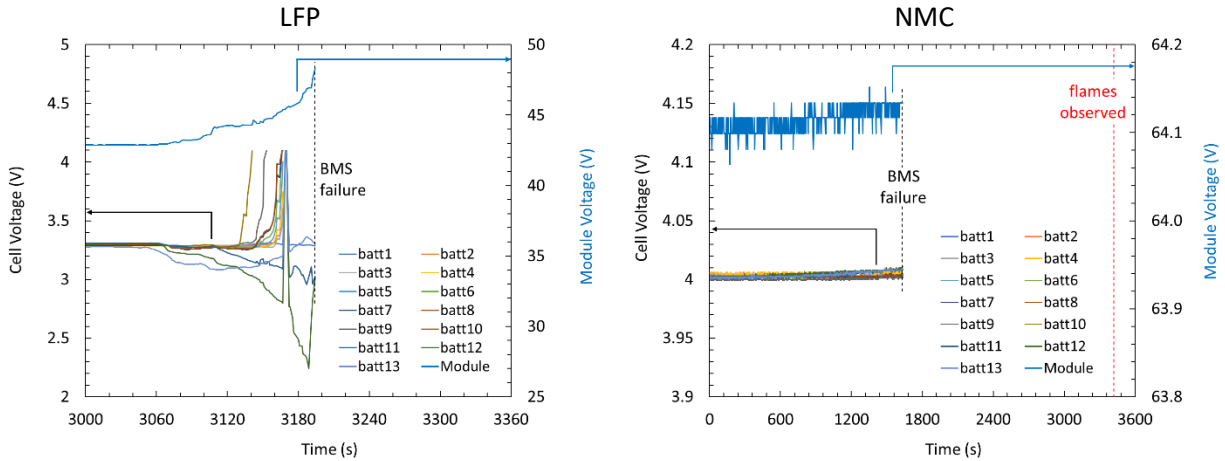 LFP
5
4.5
4
3.5
3
2.5
2
Cell Voltage (V)
50
45
40
35
30
25
Module Voltage (V)
BMS
failure
batt1 batt2
batt3 batt4
batt5 batt6
batt7 batt8
batt9 batt10
batt11 batt12
batt13 Module
3000 3060 3120 3180 3240 3300 3360
Time (s)
NMC
4.2
4.15
4.1
4.05
4
3.95
3.9
Cell Voltage (V)
64.2
64.1
64.0
63.9
63.8
Module Voltage (V)
flames
observed
BMS
failure
batt1 batt2
batt3 batt4
batt5 batt6
batt7 batt8
batt9 batt10
batt11 batt12
batt13 Module
0 600 1200 1800 2400 3000 3600
Time (s)